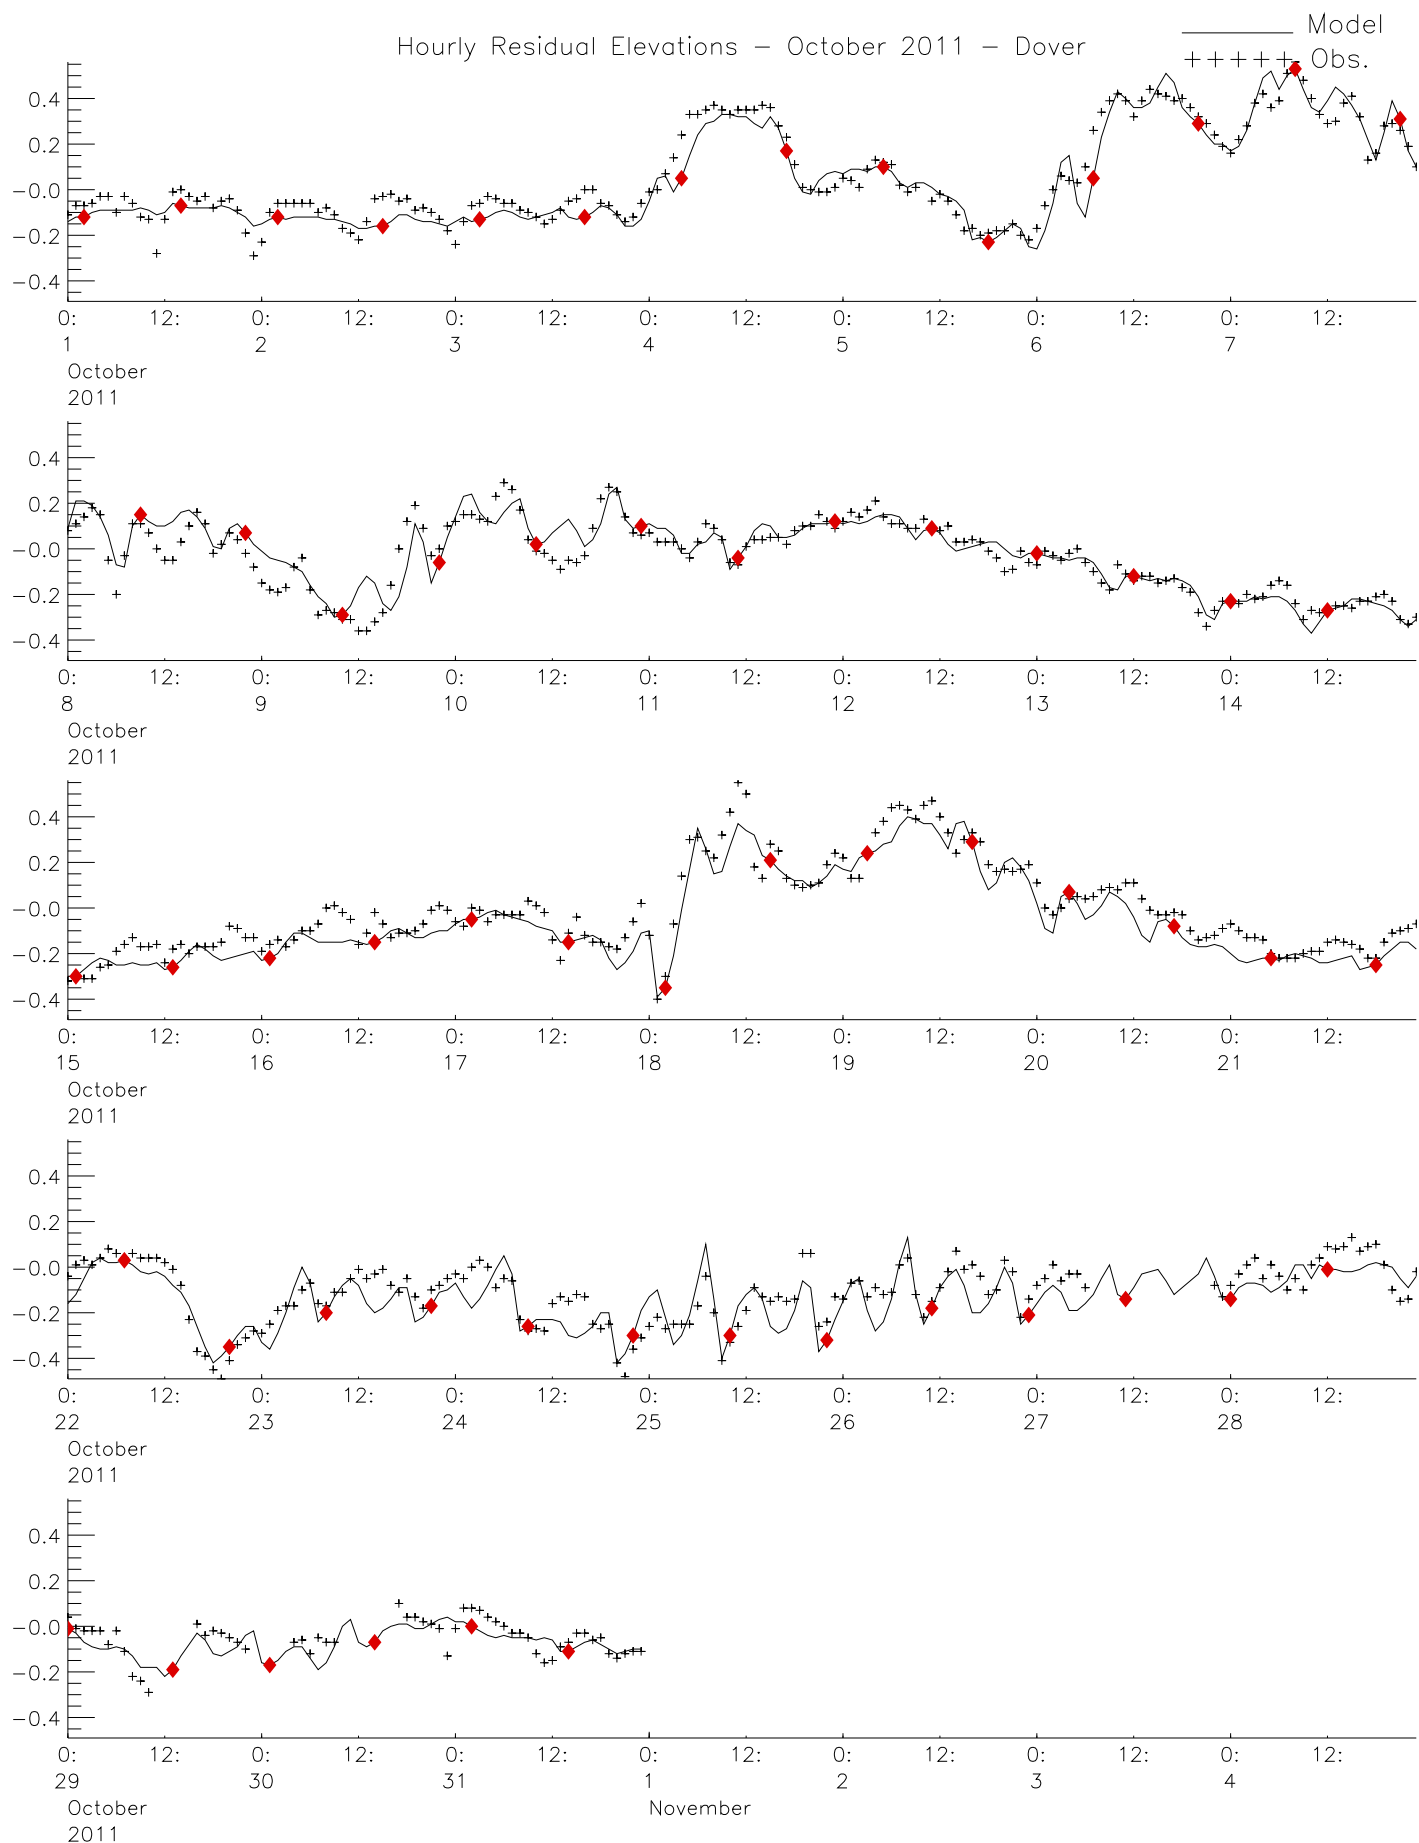 Model
Hourly Residual Elevations − October 2011 − Dover
+++++ Obs.
0.4
0.2
−0.0
−0.2
−0.4
0: 12: 0: 12: 0: 12: 0: 12: 0: 12: 0: 12: 0: 12:
1 2 3 4 5 6 7
October
2011
0.4
0.2
−0.0
−0.2
−0.4
0: 12: 0: 12: 0: 12: 0: 12: 0: 12: 0: 12: 0: 12:
8 9 10 11 12 13 14
October
2011
0.4
0.2
−0.0
−0.2
−0.4
0: 12: 0: 12: 0: 12: 0: 12: 0: 12: 0: 12: 0: 12:
15 16 17 18 19 20 21
October
2011
0.4
0.2
−0.0
−0.2
−0.4
0: 12: 0: 12: 0: 12: 0: 12: 0: 12: 0: 12: 0: 12:
22 23 24 25 26 27 28
October
2011
0.4
0.2
−0.0
−0.2
−0.4
0: 12: 0: 12: 0: 12: 0: 12: 0: 12: 0: 12: 0: 12:
29 30 31 1 2 3 4
October November
2011